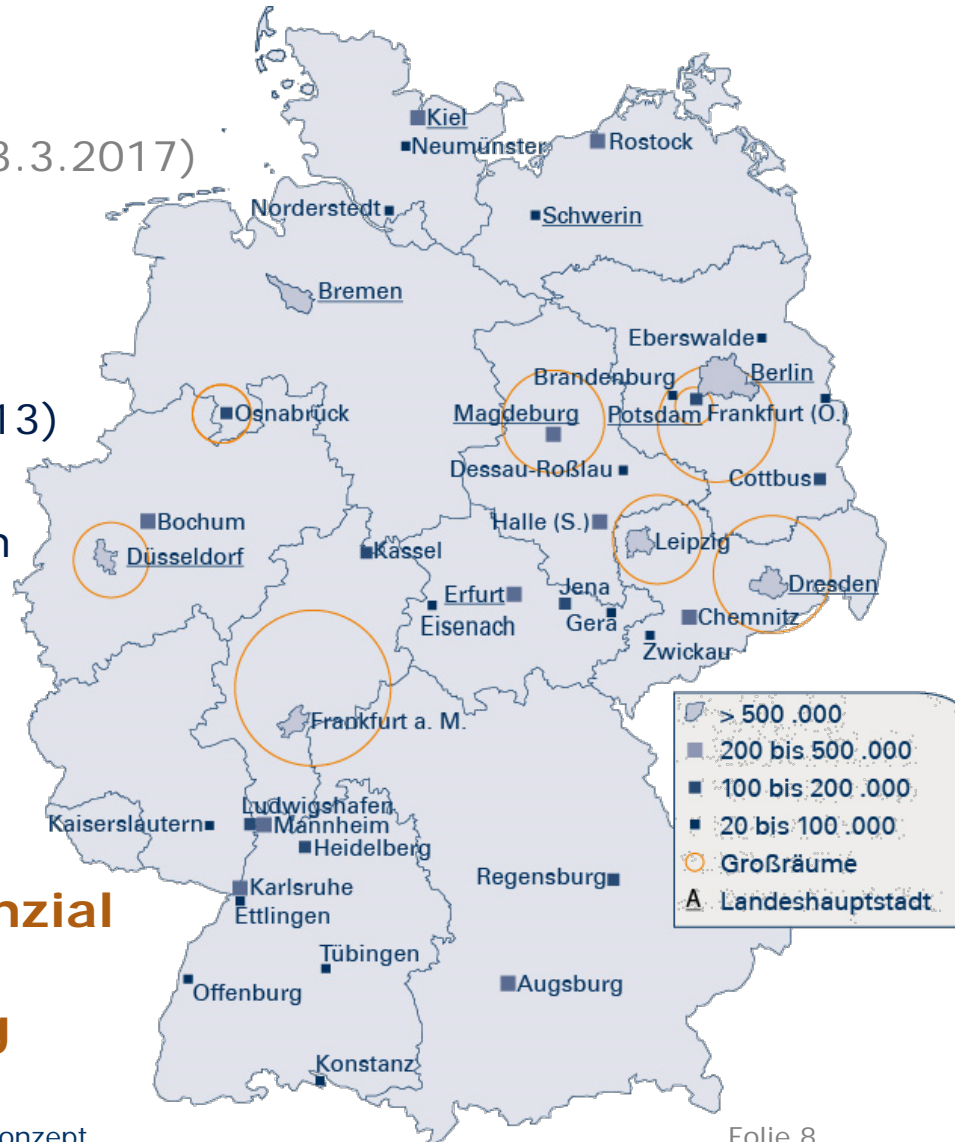 3.3.2017)
13)
n
nzial
g
onzept
Folie 8
Kiel
Neumünster
Rostock
Norderstedt
Schwerin
Bremen
Eberswalde
Berlin
Brandenburg
Osnabrück
Magdeburg
Potsdam
Frankfurt (O.)
Dessau-Roßlau
Cottbus
Bochum
Halle (S.)
Düsseldorf
Kassel
Leipzig
Erfurt
Jena
Dresden
Eisenach
Gera
Chemnitz
Zwickau
Frankfurt a. M.
Ludwigshafen
Kaiserslautern
Mannheim
Heidelberg
Regensburg
Karlsruhe
Ettlingen
Tübingen
Offenburg
Augsburg
Konstanz
> 500 .000
200 bis 500 .000
100 bis 200 .000
20 bis 100 .000
Großräume
A Landeshauptstadt